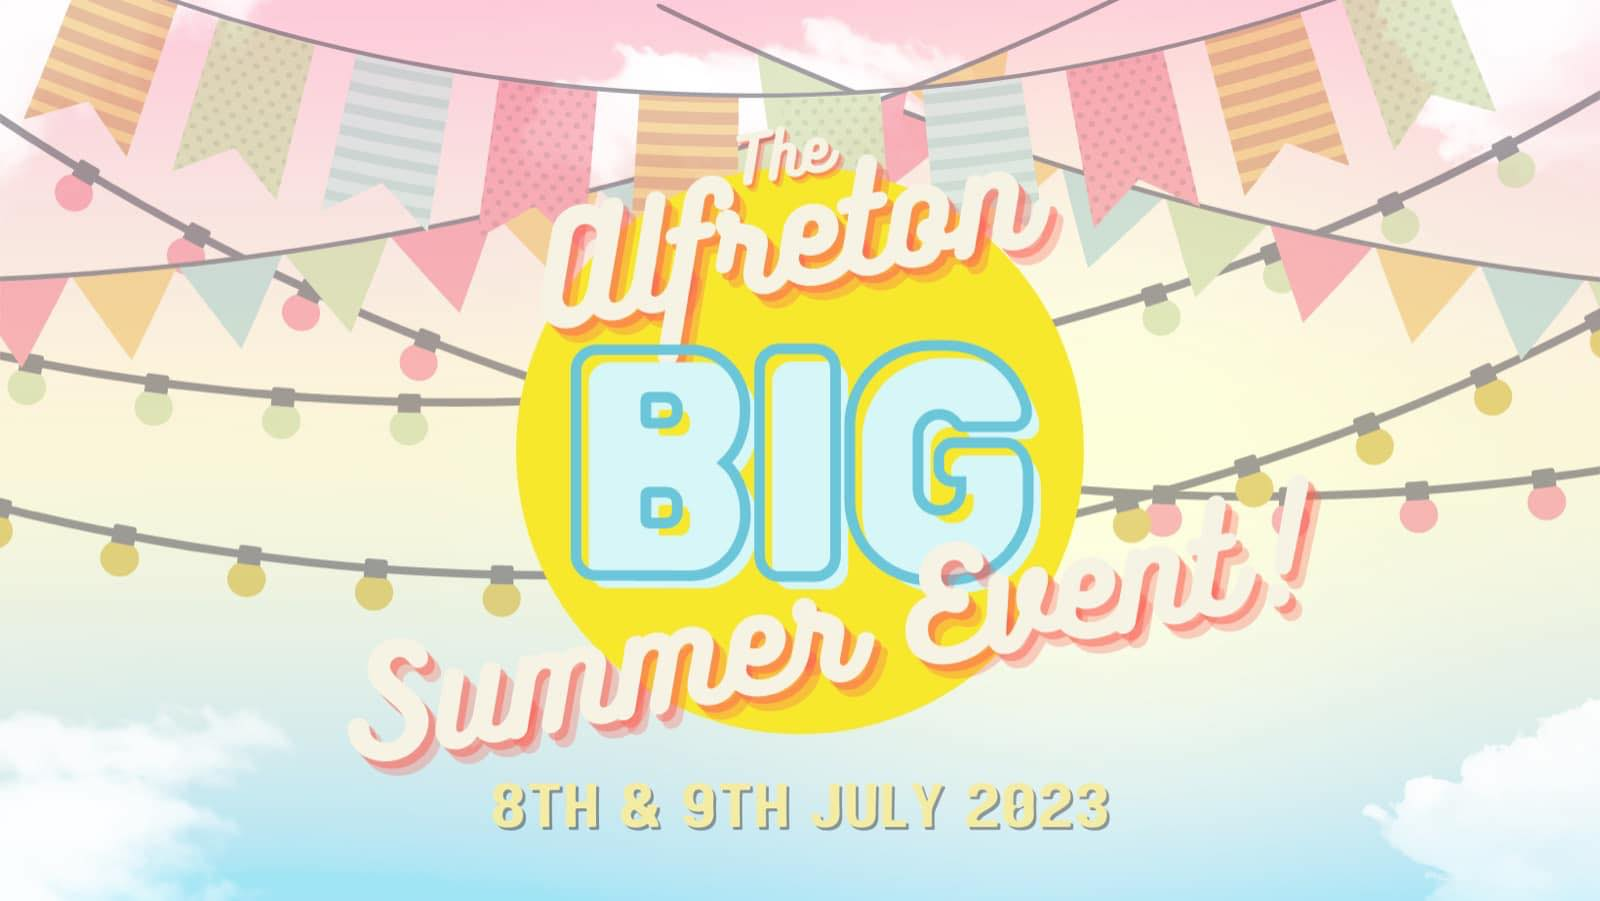 The
Alfreton
BIG
Summer Event!
8TH & 9TH JULY 2023